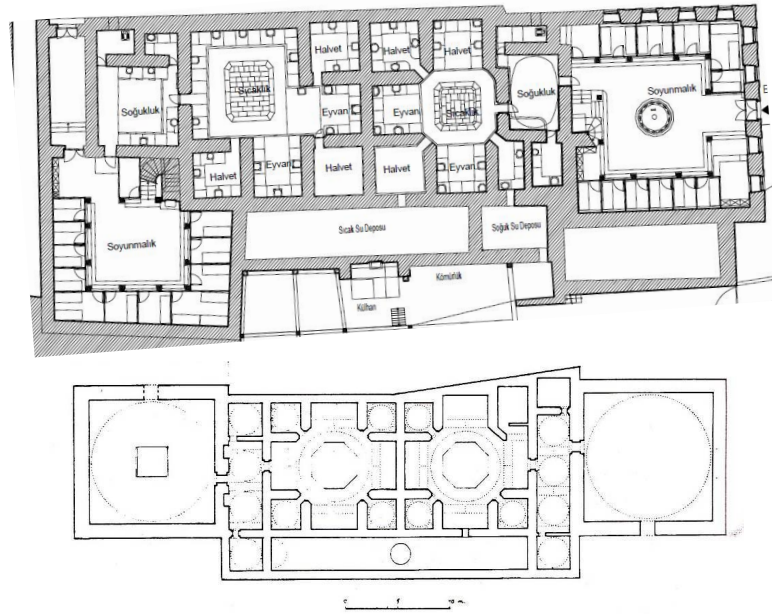 Halvet
Halvet
Halvet
Soğukluk
Sıcaklık
Eyvan
Eyvan
Sıcaklık
Soğukluk
Soyunmalık
E
Halvet
Eyvan
Halvet
Halvet
Eyvan
Soyunmalık
Sıcak Su Deposu
Soğuk Su Deposu
Külhan
Kömürlük